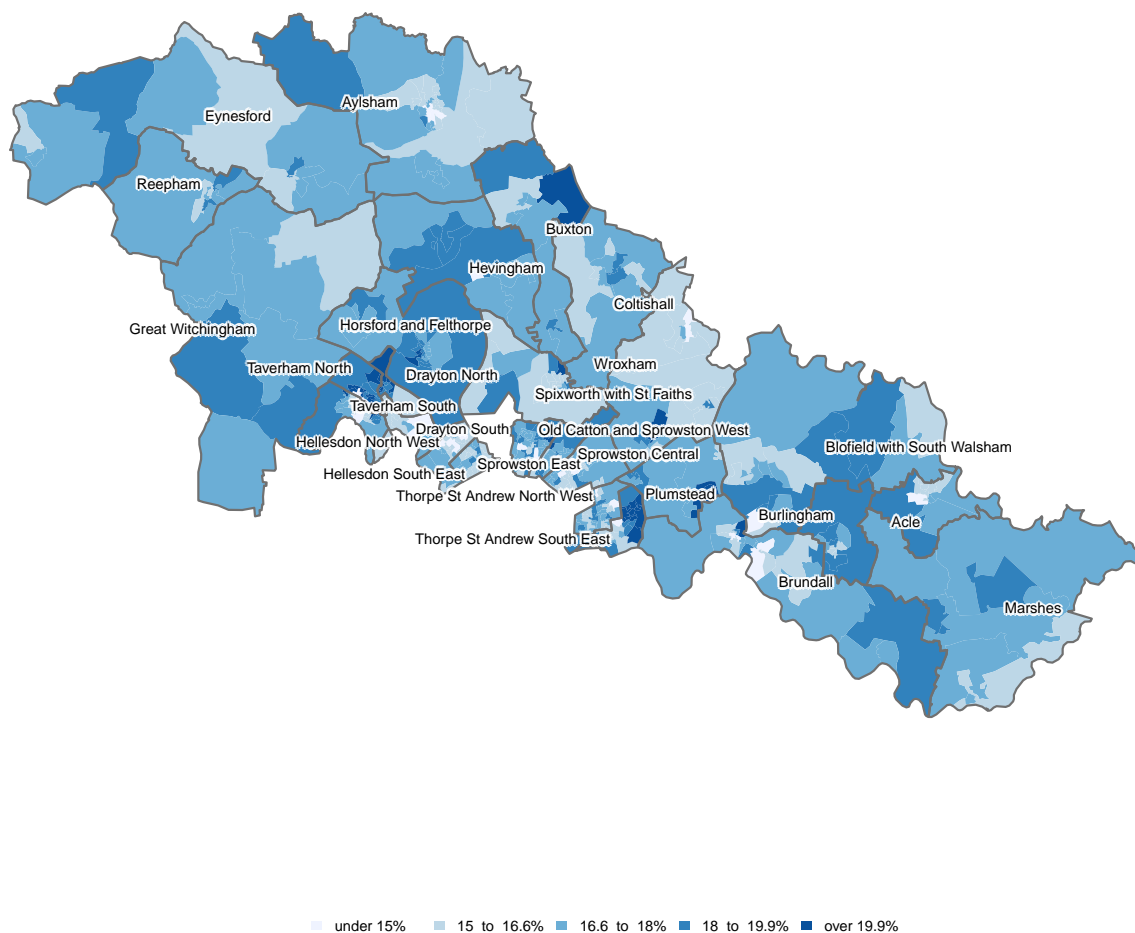 Aylsham
Eynesford
Reepham
Buxton
Hevingham
Coltishall
Horsford and Felthorpe
Great Witchingham
Wroxham
Taverham North
Drayton North
Spixworth with St Faiths
Taverham South
Drayton South
Old Catton and Sprowston West
Hellesdon North West
Blofield with South Walsham
Sprowston Central
Sprowston East
Hellesdon South East
Thorpe St Andrew North West
Plumstead
Burlingham
Acle
Thorpe St Andrew South East
Brundall
Marshes
under 15% 15 to 16.6% 16.6 to 18% 18 to 19.9% over 19.9%